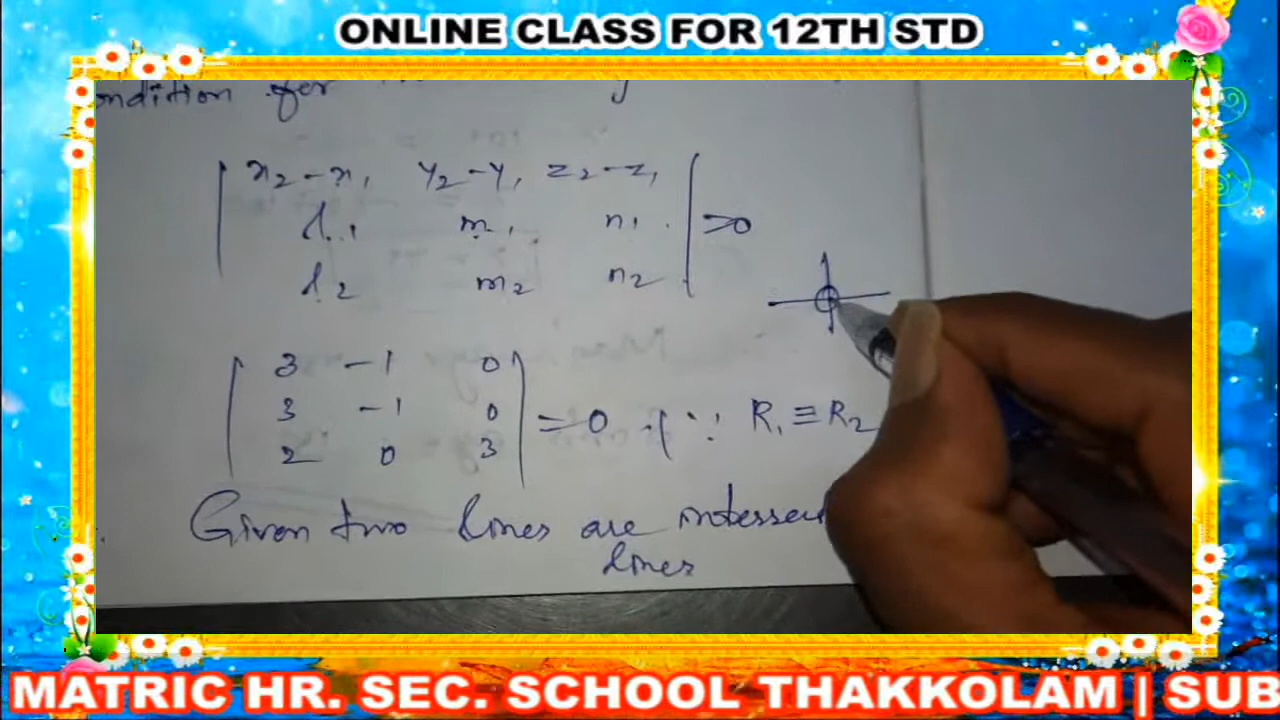 ONLINE CLASS FOR 12TH STD
ondition for
x₂-x₁ y₂-y₁ z₂-z₁
l₁ m₁ n₁ =0
l₂ m₂ n₂
3 -1 0
3 -1 0 =0 (∵ R₁ ≡ R₂
2 0 3
Given two lines are
lines
MATRIC HR. SEC. SCHOOL THAKKOLAM | SUB